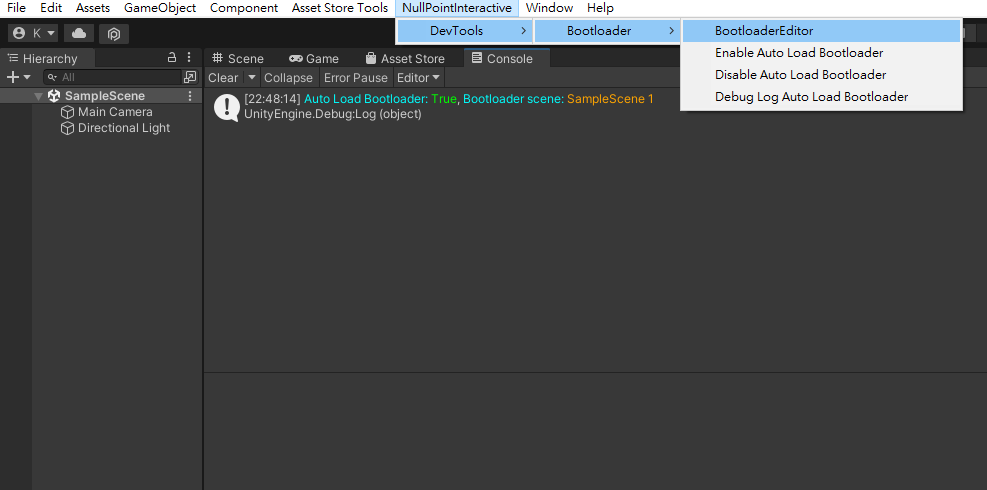 File Edit Assets GameObject Component Asset Store Tools NullPointInteractive Window Help
K
DevTools
Bootloader
BootloaderEditor
Enable Auto Load Bootloader
Disable Auto Load Bootloader
Debug Log Auto Load Bootloader
Hierarchy
All
SampleScene
Main Camera
Directional Light
Scene Game Asset Store Console
Clear Collapse Error Pause Editor
[22:48:14] Auto Load Bootloader: True, Bootloader scene: SampleScene 1
UnityEngine.Debug:Log (object)